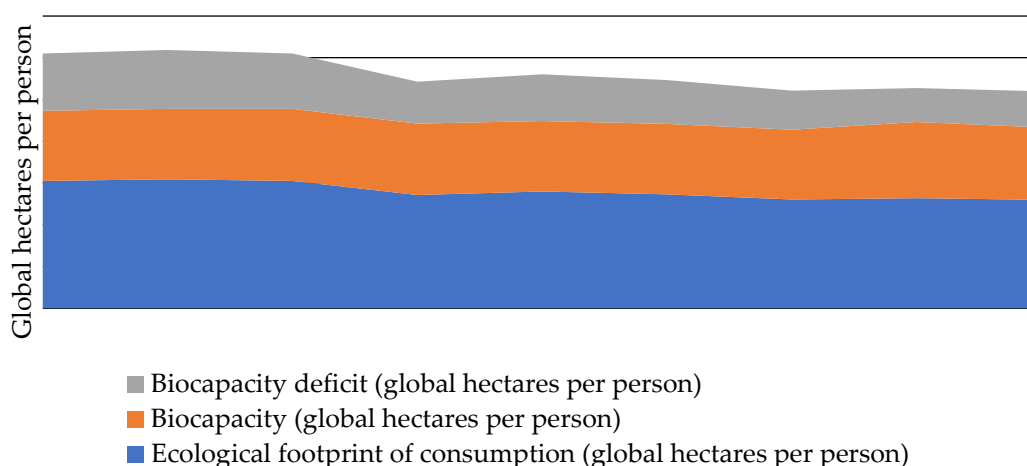 Global hectares per person
Biocapacity deficit (global hectares per person)
Biocapacity (global hectares per person)
Ecological footprint of consumption (global hectares per person)